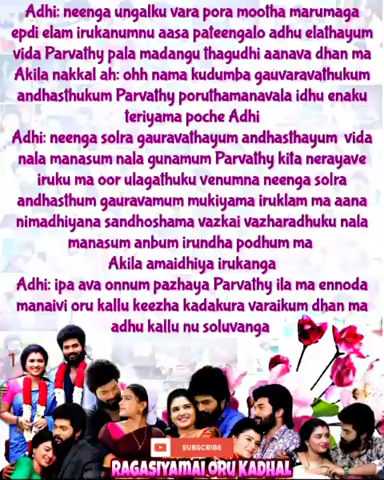 Adhi: neenga ungalku vara pora mootha marumaga
epdi elam irukanumnu aasa pateengalo adhu elathayum
vida Parvathy pala madangu thagudhi aanava dhan ma
Akila nakkal ah: ohh nama kudumba gauvaravathukum
andhasthukum Parvathy poruthamanavala idhu enaku
teriyama poche Adhi
Adhi: neenga solra gauravathayum andhasthayum vida
nala manasum nala gunamum Parvathy kita nerayave
iruku ma oor ulagathuku venumna neenga solra
andhasthum gauravamum mukiyama iruklam ma aana
nimadhiyana sandhoshama vazkai vazharadhuku nala
manasum anbum irundha podhum ma
Akila amaidhiya irukanga
Adhi: ipa ava onnum pazhaya Parvathy ila ma ennoda
manaivi oru kallu keezha kadakura varaikum dhan ma
adhu kallu nu soluvanga
SUBSCRIBE
RAGASIYAMAI ORU KADHAL